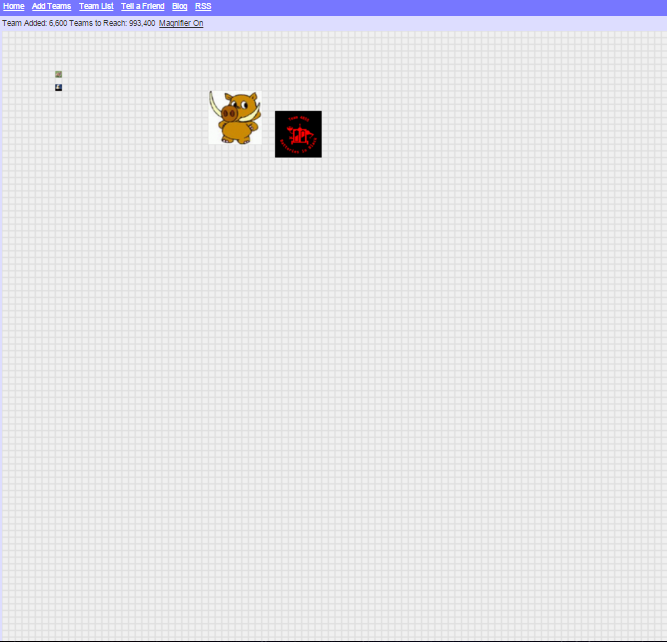 Home Add Teams Team List Tell a Friend Blog RSS
Team Added: 6,600 Teams to Reach: 993,400 Magnifier On